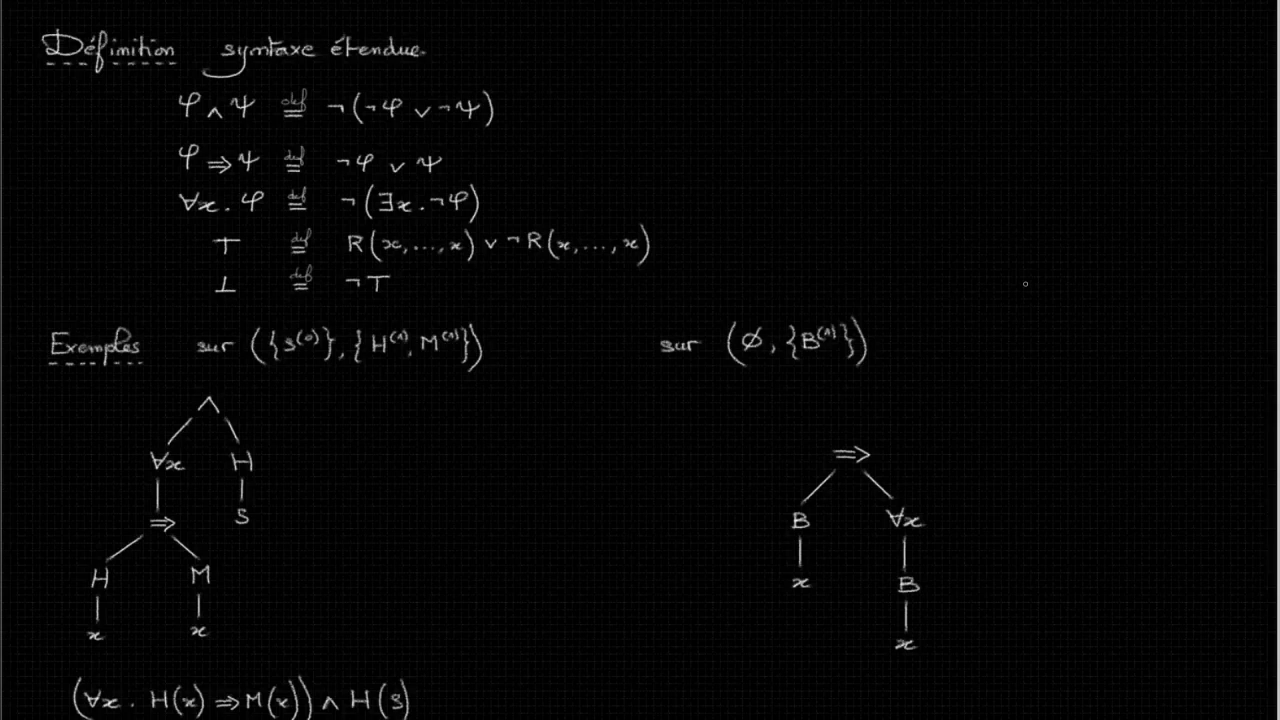 Définition syntaxe étendue
φ ∧ ψ ≝ ¬(¬φ ∨ ¬ψ)
φ ⇒ ψ ≝ ¬φ ∨ ψ
∀x. φ ≝ ¬(∃x. ¬φ)
⊤ ≝ R(x,...,x) ∨ ¬R(x,...,x)
⊥ ≝ ¬⊤
Exemples sur ({S⁽⁰⁾}, {H⁽¹⁾, M⁽¹⁾}) sur (∅, {B⁽¹⁾})
∧
∀x H
⇒ S
H M
x x
⇒
B ∀x
x B
x
(∀x. H(x) ⇒ M(x)) ∧ H(S)